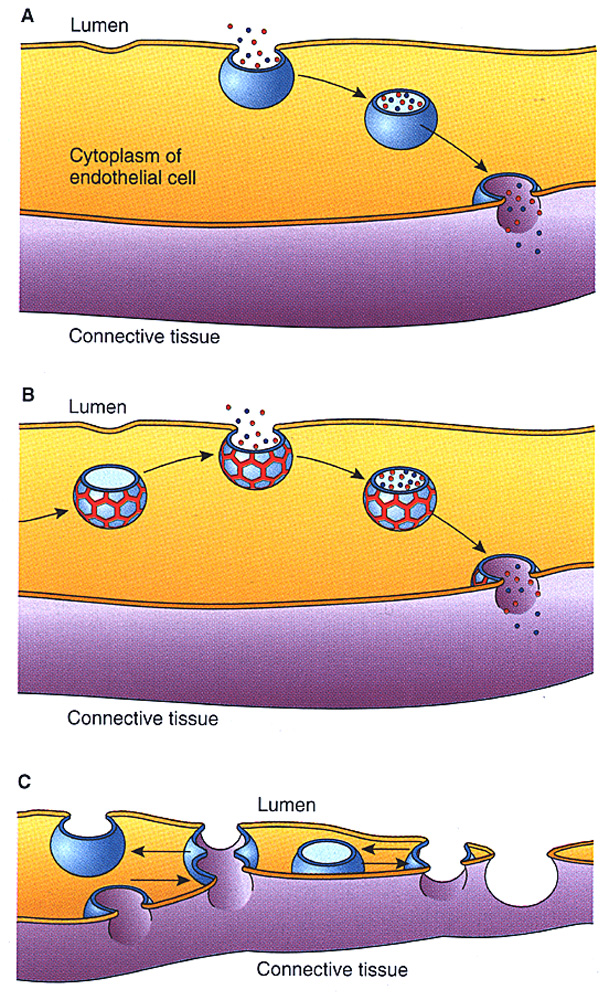 A
Lumen
Cytoplasm of
endothelial cell
Connective tissue
B
Lumen
Connective tissue
C
Lumen
Connective tissue